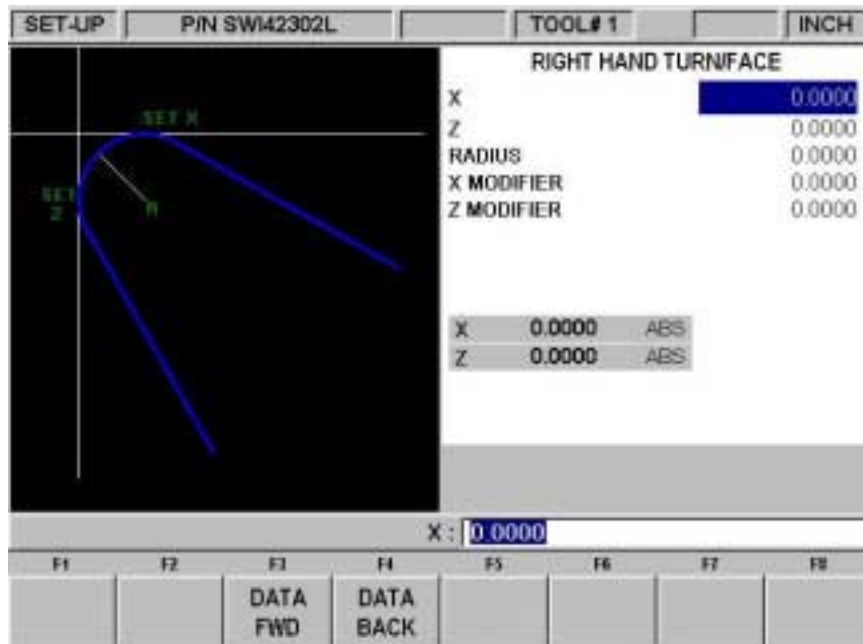 SET-UP P/N SWI42302L TOOL# 1 INCH
RIGHT HAND TURN/FACE
X 0.0000
Z 0.0000
RADIUS 0.0000
X MODIFIER 0.0000
Z MODIFIER 0.0000
SET X
SET
Z
R
X 0.0000 ABS
Z 0.0000 ABS
X : 0.0000
F1 F2 F3 F4 F5 F6 F7 F8
DATA FWD
DATA BACK